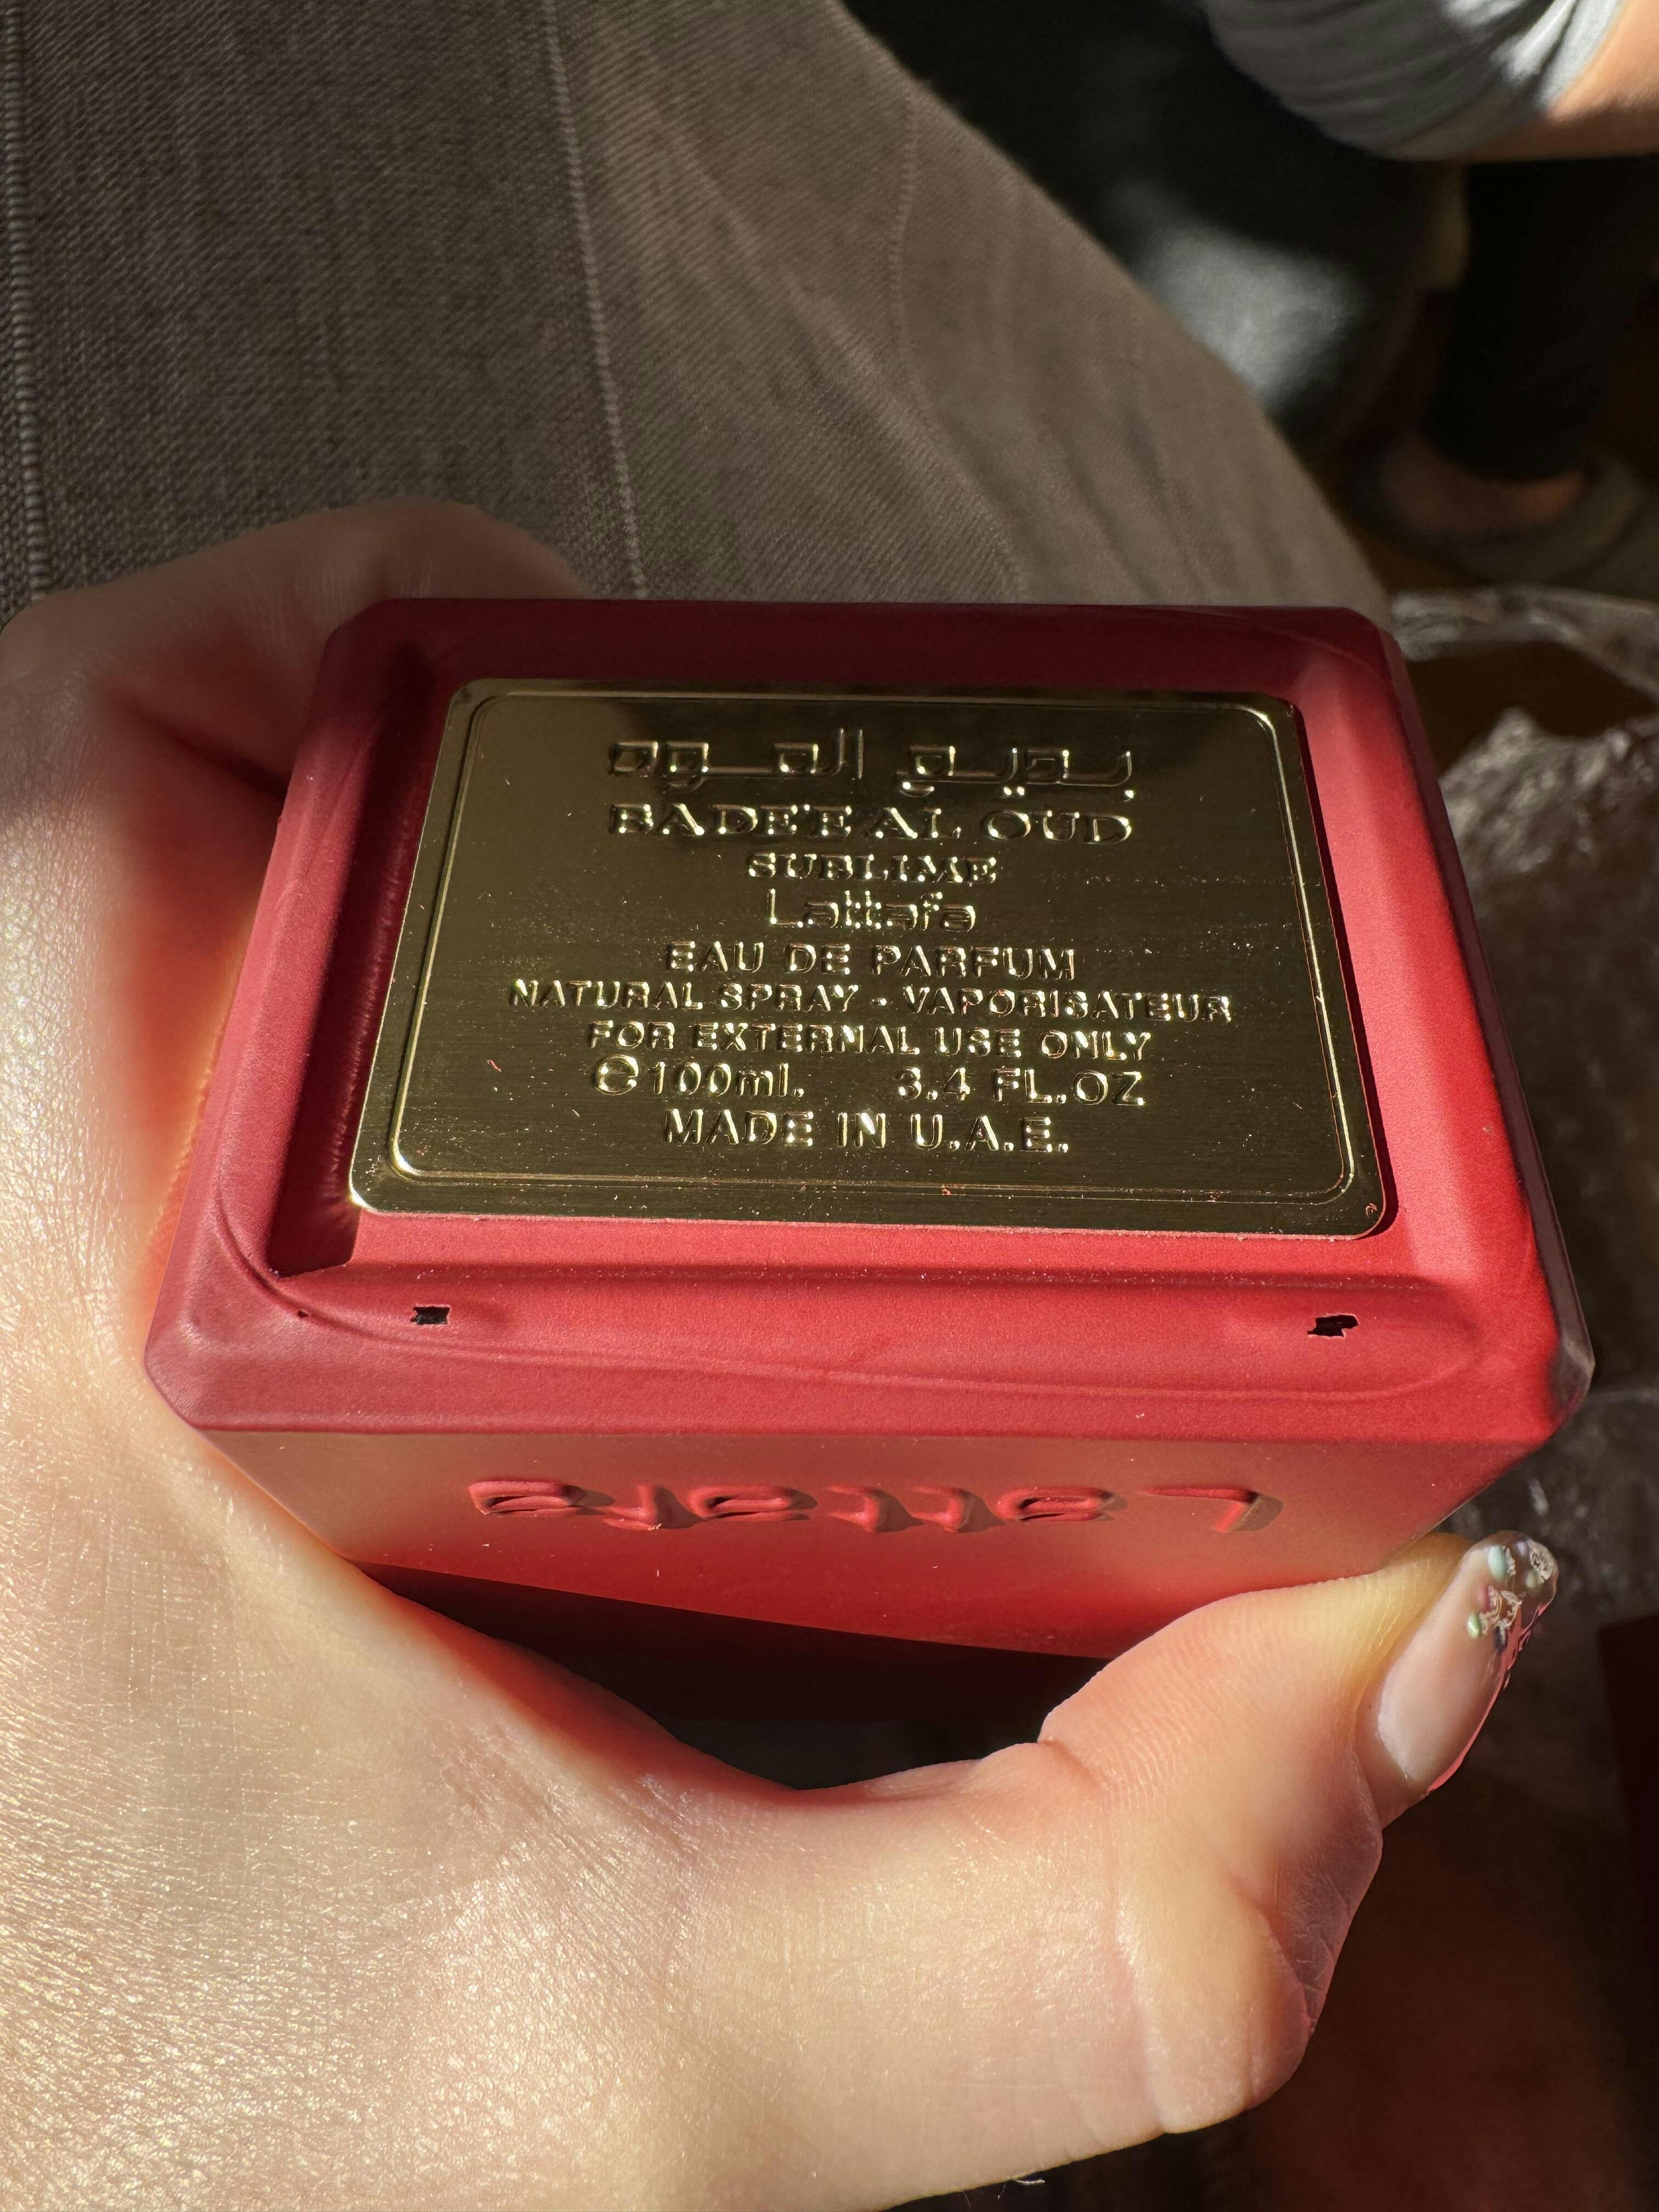 بديع العود
BADE'E AL OUD
SUBLIME
Lattafa
EAU DE PARFUM
NATURAL SPRAY - VAPORISATEUR
FOR EXTERNAL USE ONLY
℮100ml. 3.4 FL.OZ
MADE IN U.A.E.
Lattafa